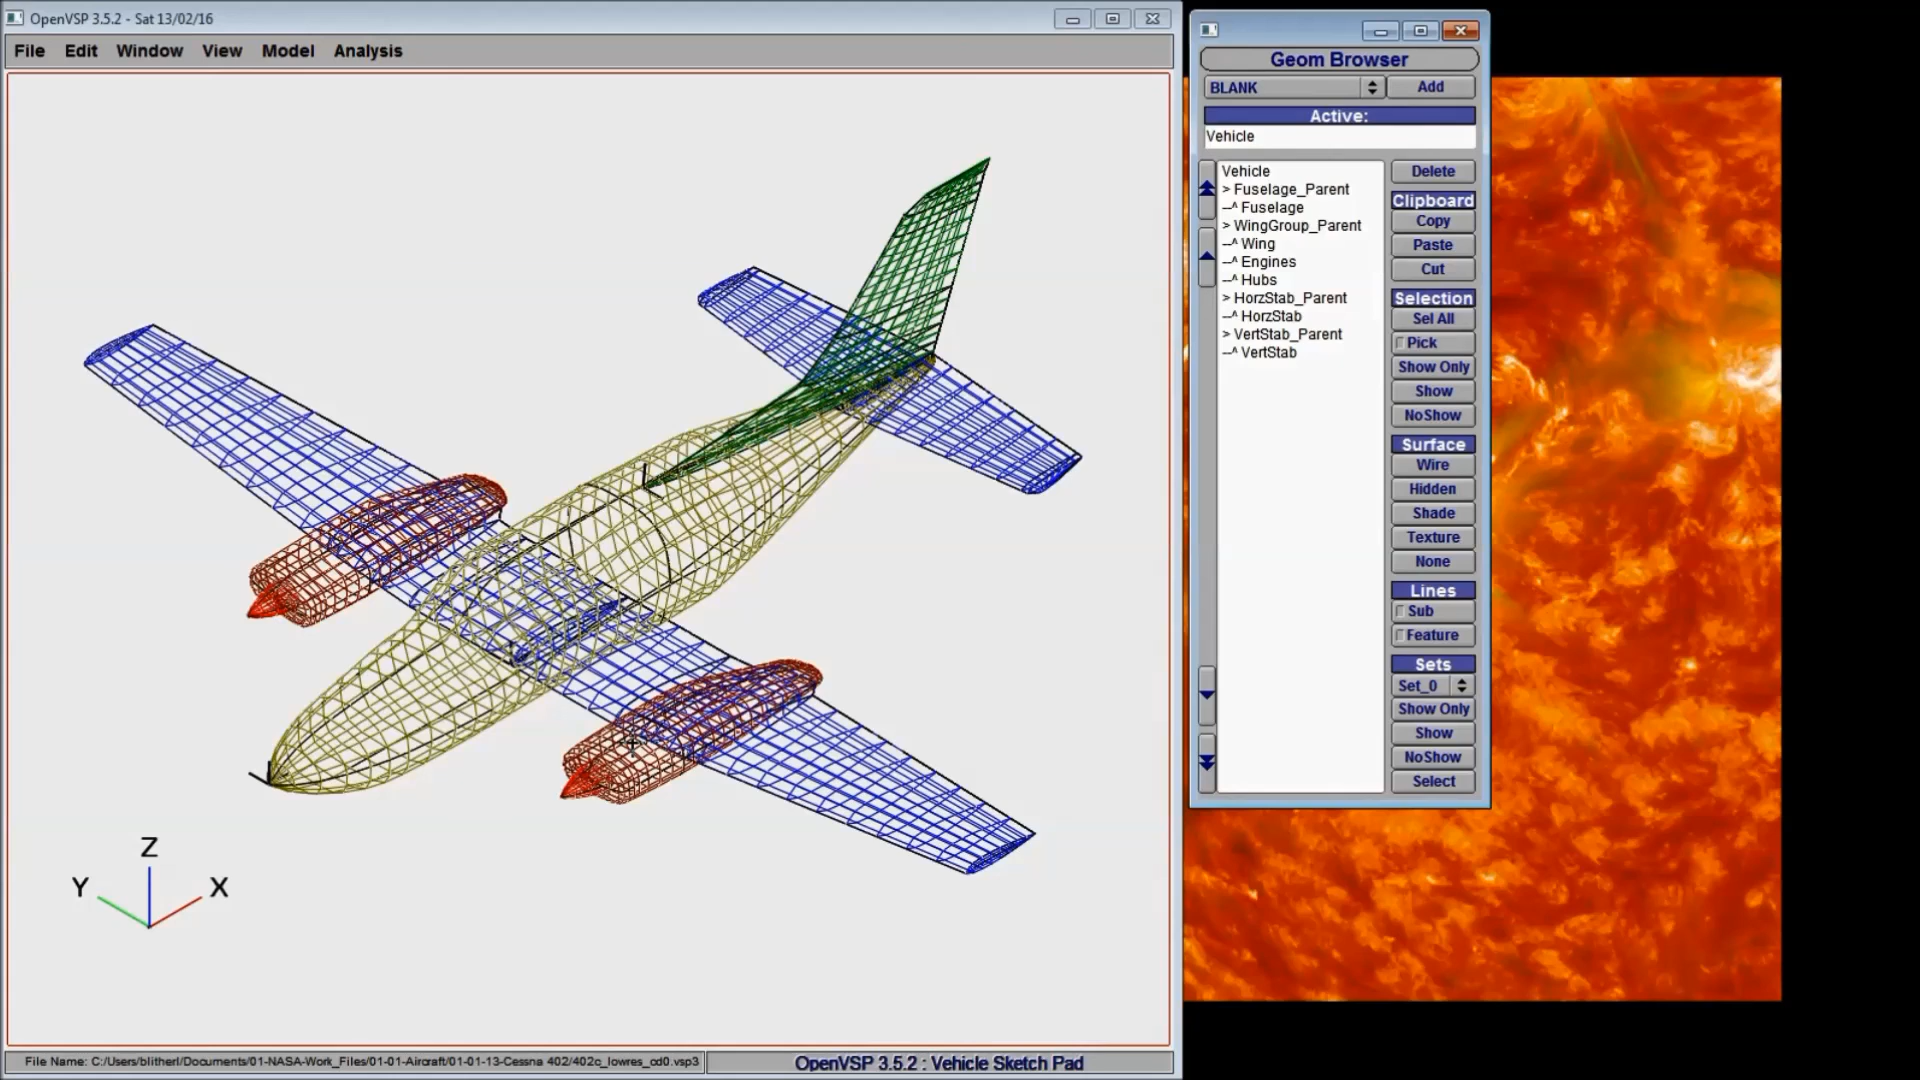 OpenVSP 3.5.2 - Sat 13/02/16
File Edit Window View Model Analysis
Z
Y
X
File Name: C:/Users/blitherl/Documents/01-NASA-Work_Files/01-01-Aircraft/01-01-13-Cessna 402/402c_lowres_cd0.vsp3
OpenVSP 3.5.2 : Vehicle Sketch Pad
Geom Browser
BLANK
Add
Active:
Vehicle
Vehicle
> Fuselage_Parent
--^ Fuselage
> WingGroup_Parent
--^ Wing
--^ Engines
--^ Hubs
> HorzStab_Parent
--^ HorzStab
> VertStab_Parent
--^ VertStab
Delete
Clipboard
Copy
Paste
Cut
Selection
Sel All
Pick
Show Only
Show
NoShow
Surface
Wire
Hidden
Shade
Texture
None
Lines
Sub
Feature
Sets
Set_0
Show Only
Show
NoShow
Select